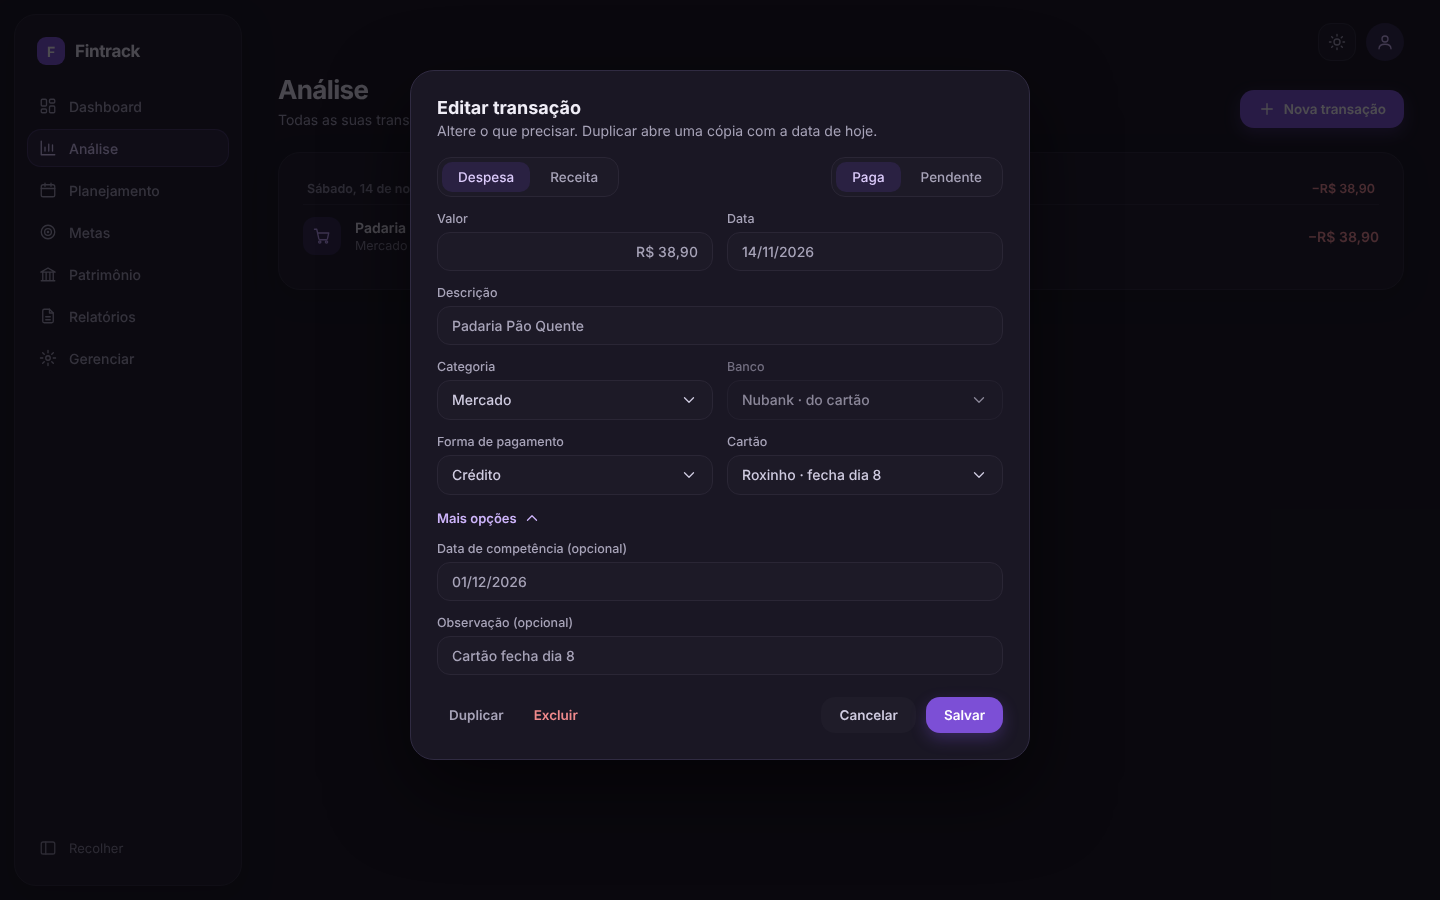 F Fintrack
Dashboard
Análise
Planejamento
Metas
Patrimônio
Relatórios
Gerenciar
Recolher
Análise
Todas as suas trans
Nova transação
Sábado, 14 de no
−R$ 38,90
Padaria
Mercado
−R$ 38,90
Editar transação
Altere o que precisar. Duplicar abre uma cópia com a data de hoje.
Despesa Receita
Paga Pendente
Valor
R$ 38,90
Data
14/11/2026
Descrição
Padaria Pão Quente
Categoria
Mercado
Banco
Nubank · do cartão
Forma de pagamento
Crédito
Cartão
Roxinho · fecha dia 8
Mais opções
Data de competência (opcional)
01/12/2026
Observação (opcional)
Cartão fecha dia 8
Duplicar Excluir Cancelar Salvar